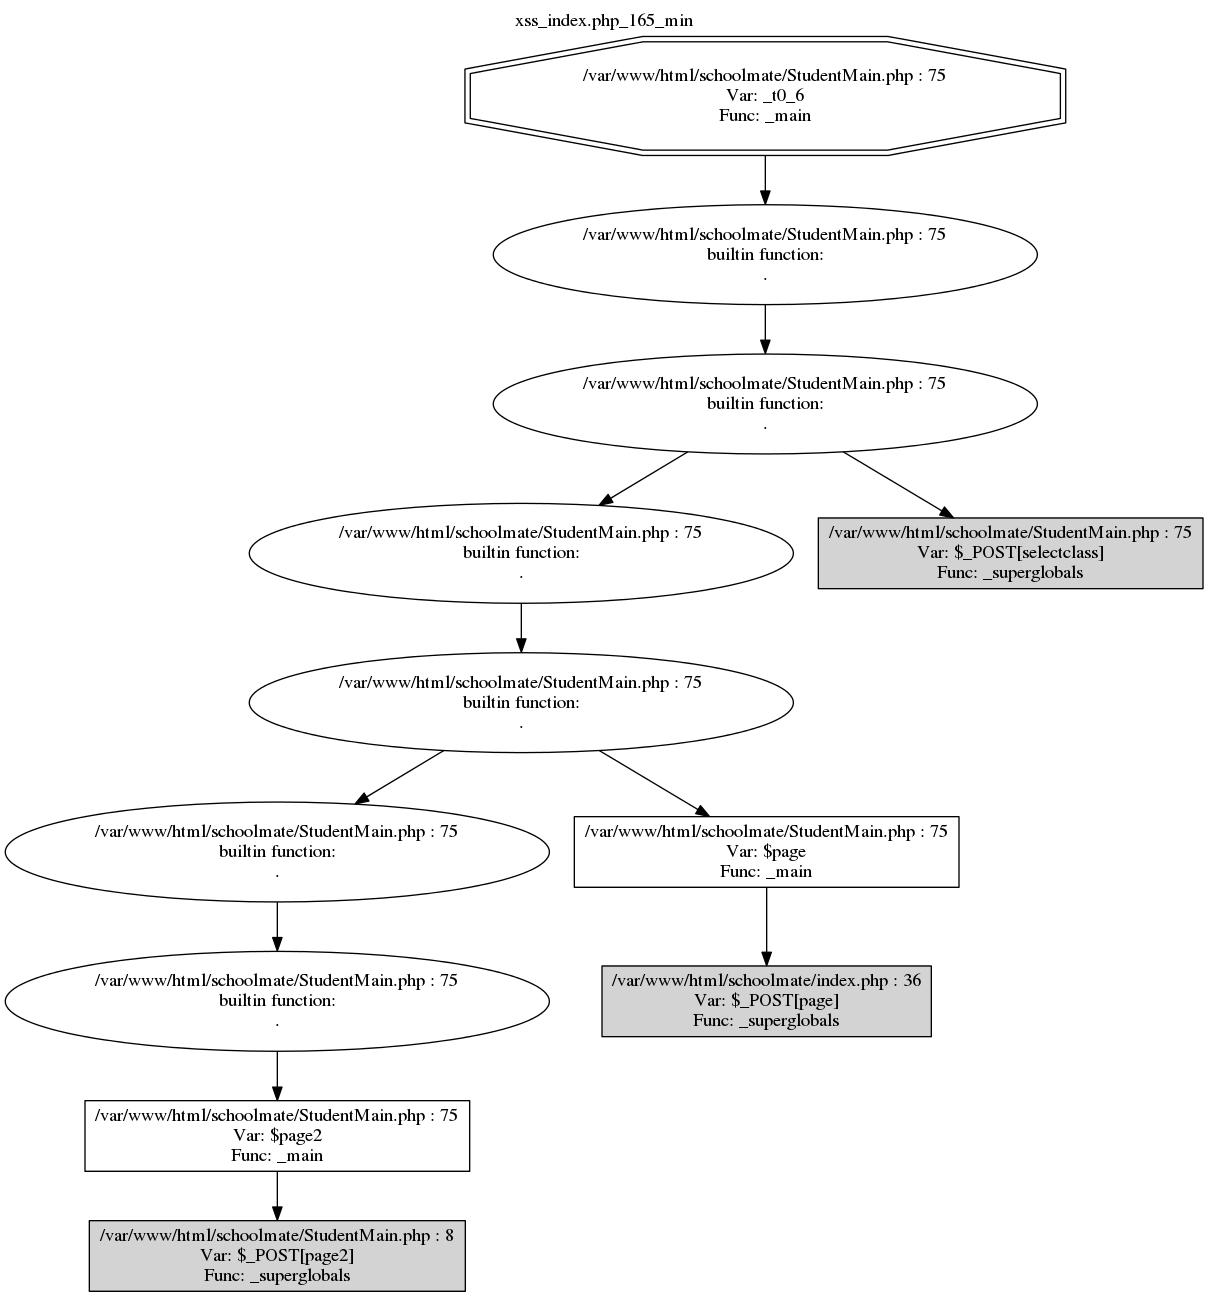 xss_index.php_165_min
/var/www/html/schoolmate/StudentMain.php : 75
Var: _t0_6
Func: _main
/var/www/html/schoolmate/StudentMain.php : 75
builtin function:
.
/var/www/html/schoolmate/StudentMain.php : 75
builtin function:
.
/var/www/html/schoolmate/StudentMain.php : 75
builtin function:
.
/var/www/html/schoolmate/StudentMain.php : 75
Var: $_POST[selectclass]
Func: _superglobals
/var/www/html/schoolmate/StudentMain.php : 75
builtin function:
.
/var/www/html/schoolmate/StudentMain.php : 75
builtin function:
.
/var/www/html/schoolmate/StudentMain.php : 75
Var: $page
Func: _main
/var/www/html/schoolmate/StudentMain.php : 75
builtin function:
.
/var/www/html/schoolmate/index.php : 36
Var: $_POST[page]
Func: _superglobals
/var/www/html/schoolmate/StudentMain.php : 75
Var: $page2
Func: _main
/var/www/html/schoolmate/StudentMain.php : 8
Var: $_POST[page2]
Func: _superglobals